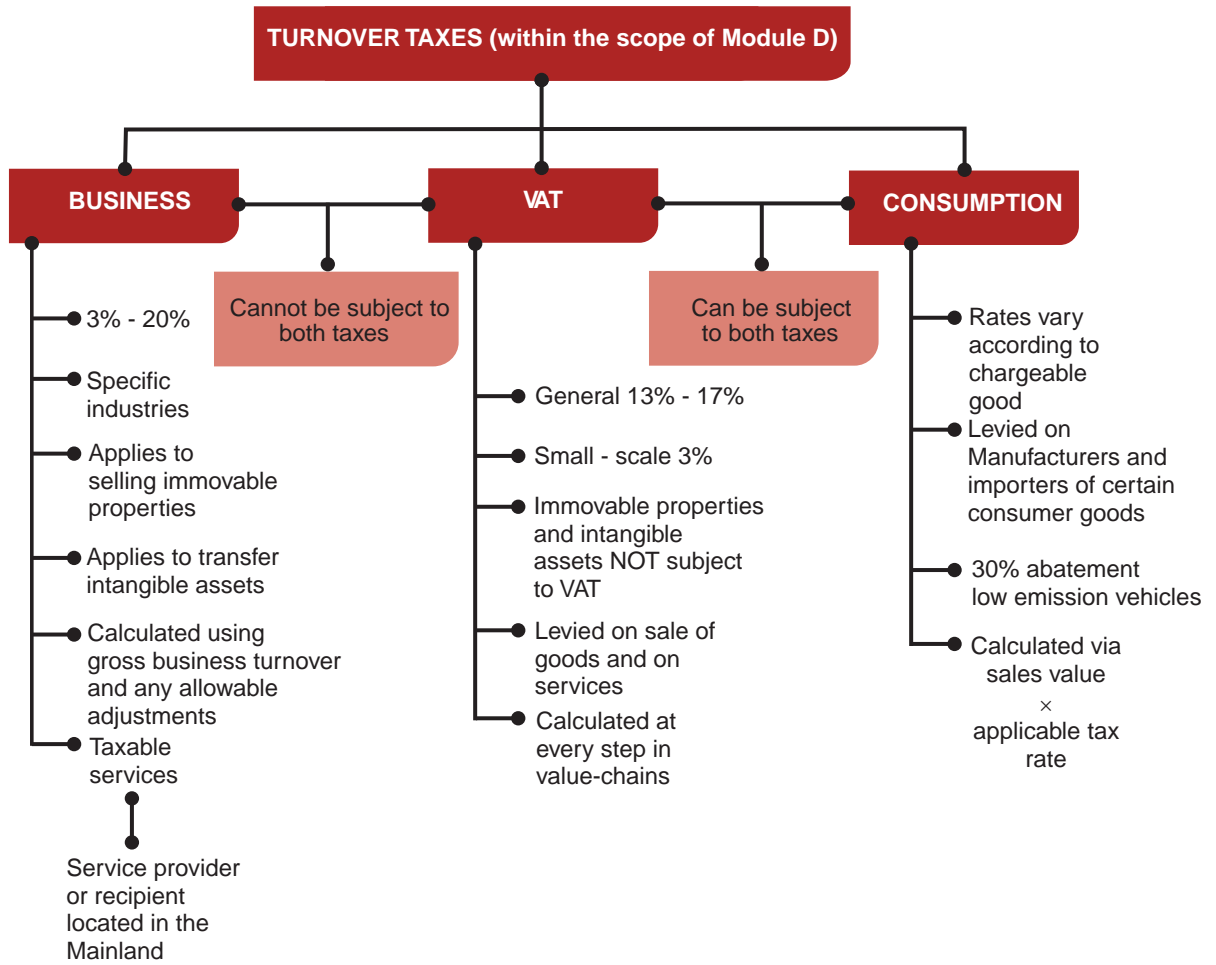 TURNOVER TAXES (within the scope of Module D)
BUSINESS
VAT
CONSUMPTION
Cannot be subject to
both taxes
Can be subject
to both taxes
3% - 20%
Specific
industries
Applies to
selling immovable
properties
Applies to transfer
intangible assets
Calculated using
gross business turnover
and any allowable
adjustments
Taxable
services
Service provider
or recipient
located in the
Mainland
General 13% - 17%
Small - scale 3%
Immovable properties
and intangible
assets NOT subject
to VAT
Levied on sale of
goods and on
services
Calculated at
every step in
value-chains
Rates vary
according to
chargeable
good
Levied on
Manufacturers and
importers of certain
consumer goods
30% abatement
low emission vehicles
Calculated via
sales value
×
applicable tax
rate